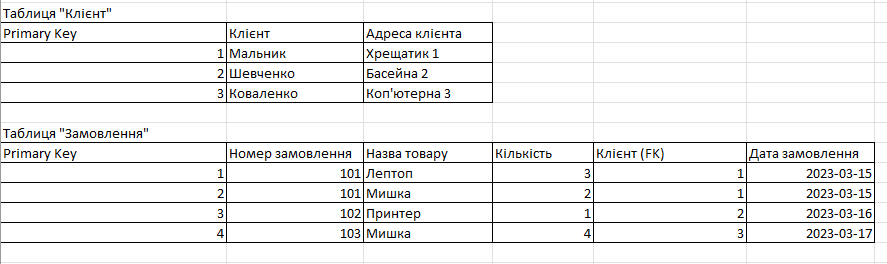 Таблиця "Клієнт"
Primary Key Клієнт Адреса клієнта
1 Мальник Хрещатик 1
2 Шевченко Басейна 2
3 Коваленко Коп'ютерна 3
Таблиця "Замовлення"
Primary Key Номер замовлення Назва товару Кількість Клієнт (FK) Дата замовлення
1 101 Лептоп 3 1 2023-03-15
2 101 Мишка 2 1 2023-03-15
3 102 Принтер 1 2 2023-03-16
4 103 Мишка 4 3 2023-03-17